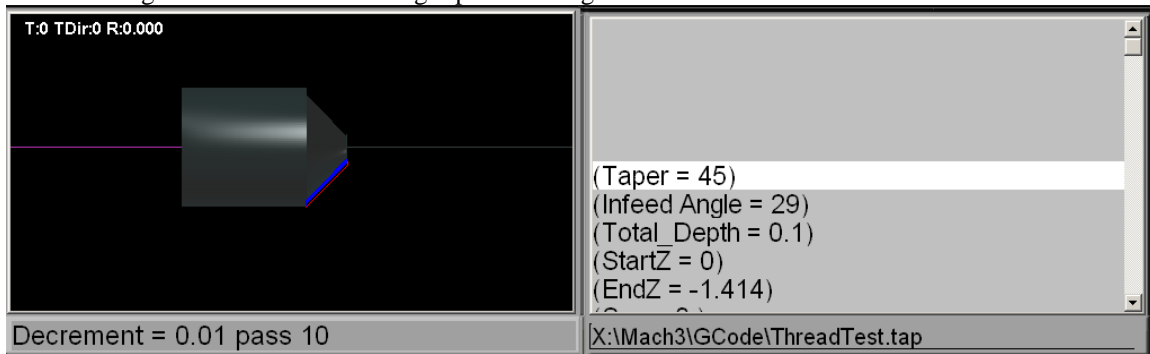 T:0 TDir:0 R:0.000
(Taper = 45)
(Infeed Angle = 29)
(Total_Depth = 0.1)
(StartZ = 0)
(EndZ = -1.414)
Decrement = 0.01 pass 10
X:\Mach3\GCode\ThreadTest.tap